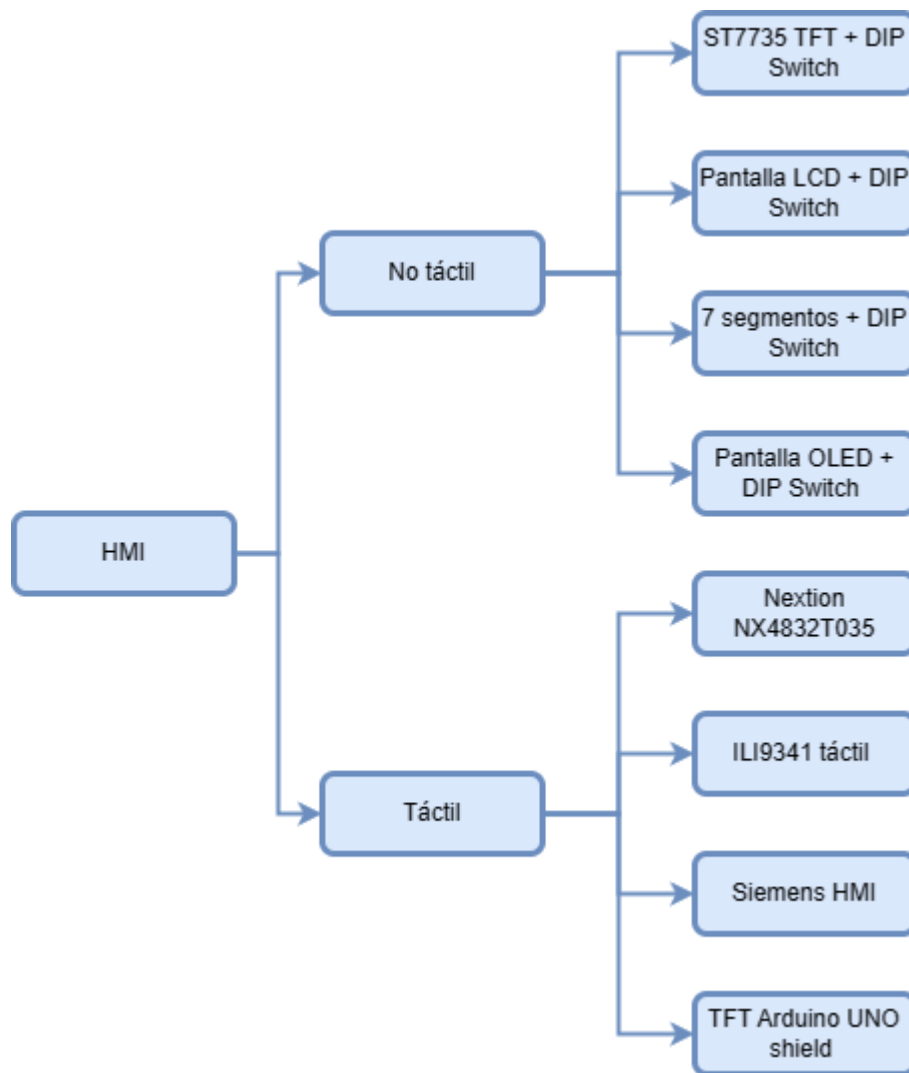 ST7735 TFT + DIP
Switch
Pantalla LCD + DIP
Switch
No táctil
7 segmentos + DIP
Switch
Pantalla OLED +
DIP Switch
HMI
Nextion
NX4832T035
ILI9341 táctil
Táctil
Siemens HMI
TFT Arduino UNO
shield